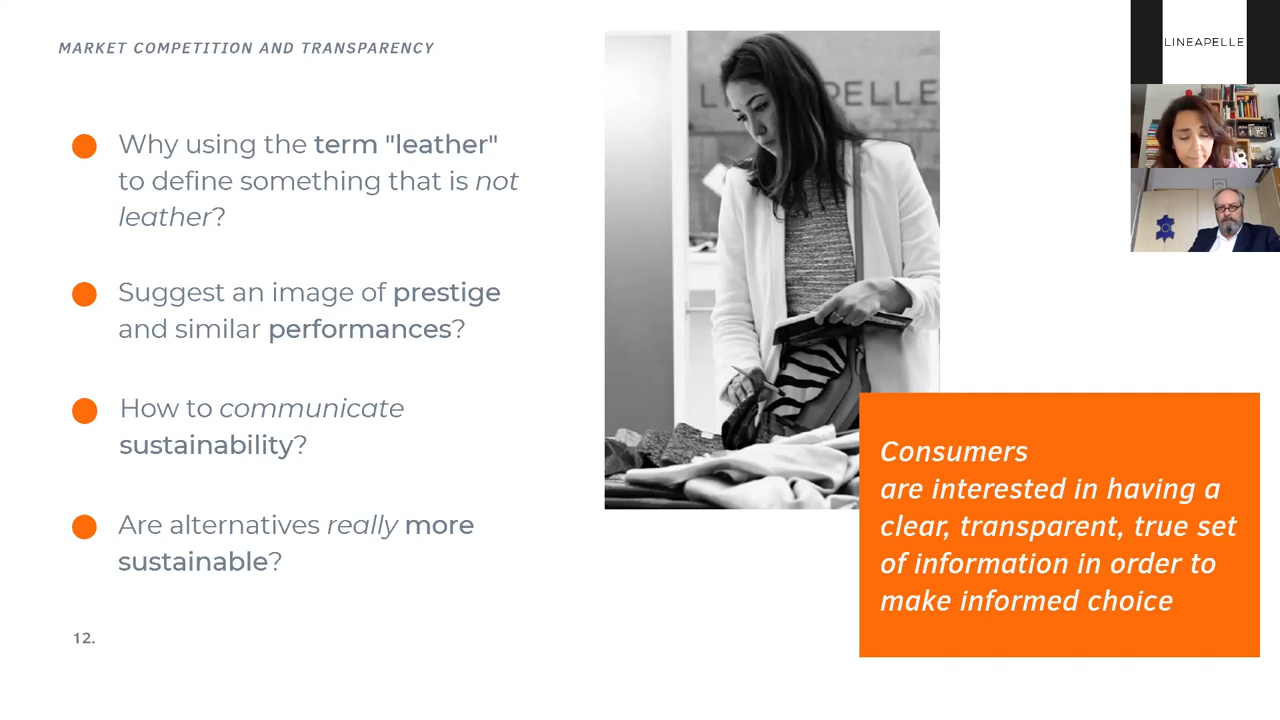 MARKET COMPETITION AND TRANSPARENCY
Why using the term "leather"
to define something that is not
leather?
Suggest an image of prestige
and similar performances?
How to communicate
sustainability?
Are alternatives really more
sustainable?
12.
L PELLE
Consumers
are interested in having a
clear, transparent, true set
of information in order to
make informed choice
LINEAPELLE